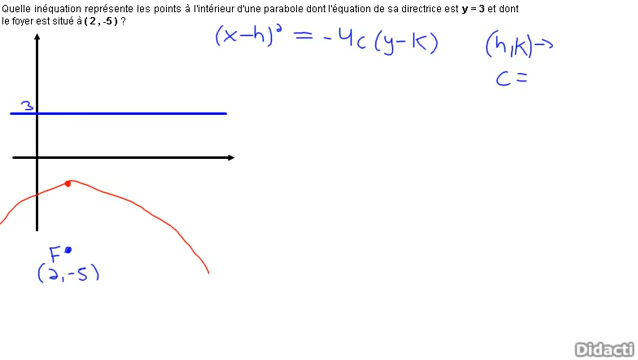 Quelle inéquation représente les points à l'intérieur d'une parabole dont l'équation de sa directrice est y = 3 et dont
le foyer est situé à ( 2 , -5 ) ?
(x-h)² = -4c(y-k)
(h,k)→
c =
3
F
(2,-5)
Didacti